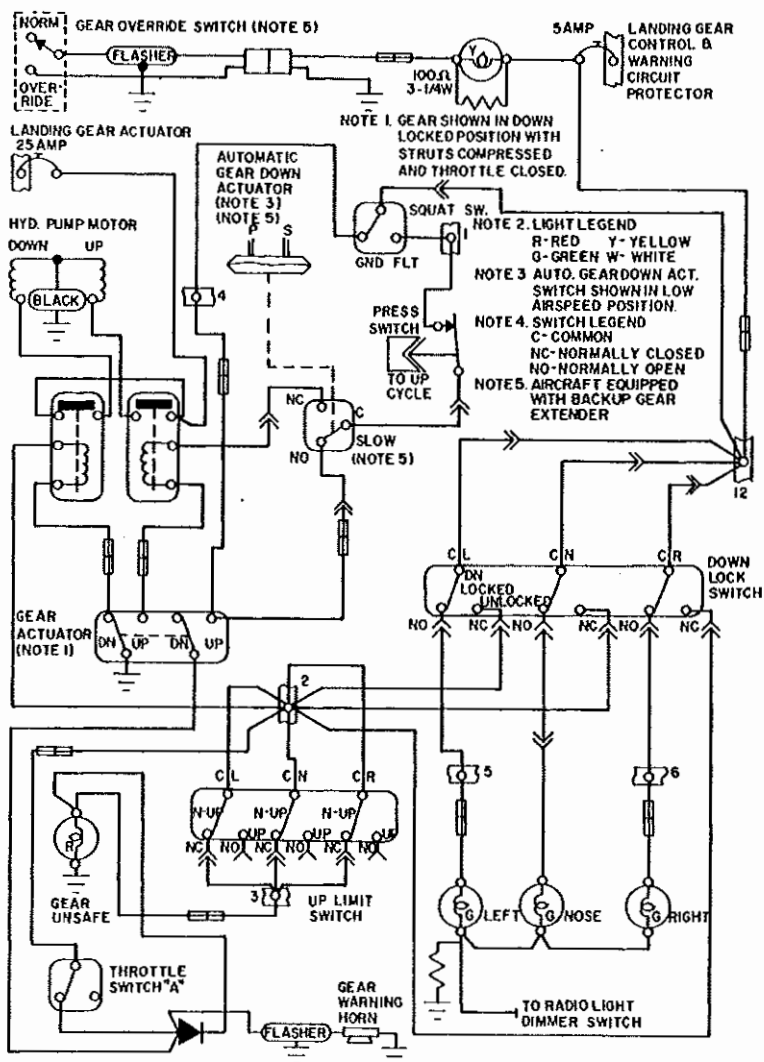 NORM
GEAR OVERRIDE SWITCH (NOTE 5)
FLASHER
OVER-
RIDE
Y
100Ω
3-1/4W
5AMP
LANDING GEAR
CONTROL &
WARNING
CIRCUIT
PROTECTOR
NOTE 1. GEAR SHOWN IN DOWN
LOCKED POSITION WITH
STRUTS COMPRESSED
AND THROTTLE CLOSED.
LANDING GEAR ACTUATOR
25 AMP
AUTOMATIC
GEAR DOWN
ACTUATOR
(NOTE 3)
(NOTE 5)
P S
SQUAT SW.
GND FLT
1
NOTE 2. LIGHT LEGEND
R-RED Y-YELLOW
G-GREEN W-WHITE
NOTE 3 AUTO. GEAR DOWN ACT.
SWITCH SHOWN IN LOW
AIRSPEED POSITION.
NOTE 4. SWITCH LEGEND
C-COMMON
NC-NORMALLY CLOSED
NO-NORMALLY OPEN
NOTE 5. AIRCRAFT EQUIPPED
WITH BACKUP GEAR
EXTENDER
HYD. PUMP MOTOR
DOWN UP
BLACK
4
PRESS
SWITCH
TO UP
CYCLE
NC
C
NO
SLOW
(NOTE 5)
12
C L
C N
C R
DOWN
LOCK
SWITCH
DN
LOCKED
UNLOCKED
NO NC NO NC NO NC
GEAR
ACTUATOR
(NOTE 1)
DN UP DN UP
2
C L
C N
C R
N-UP N-UP N-UP
UP UP UP
NC NO NC NO NC NO
3
UP LIMIT
SWITCH
5
6
R
GEAR
UNSAFE
G LEFT
G NOSE
G RIGHT
THROTTLE
SWITCH "A"
FLASHER
GEAR
WARNING
HORN
TO RADIO LIGHT
DIMMER SWITCH